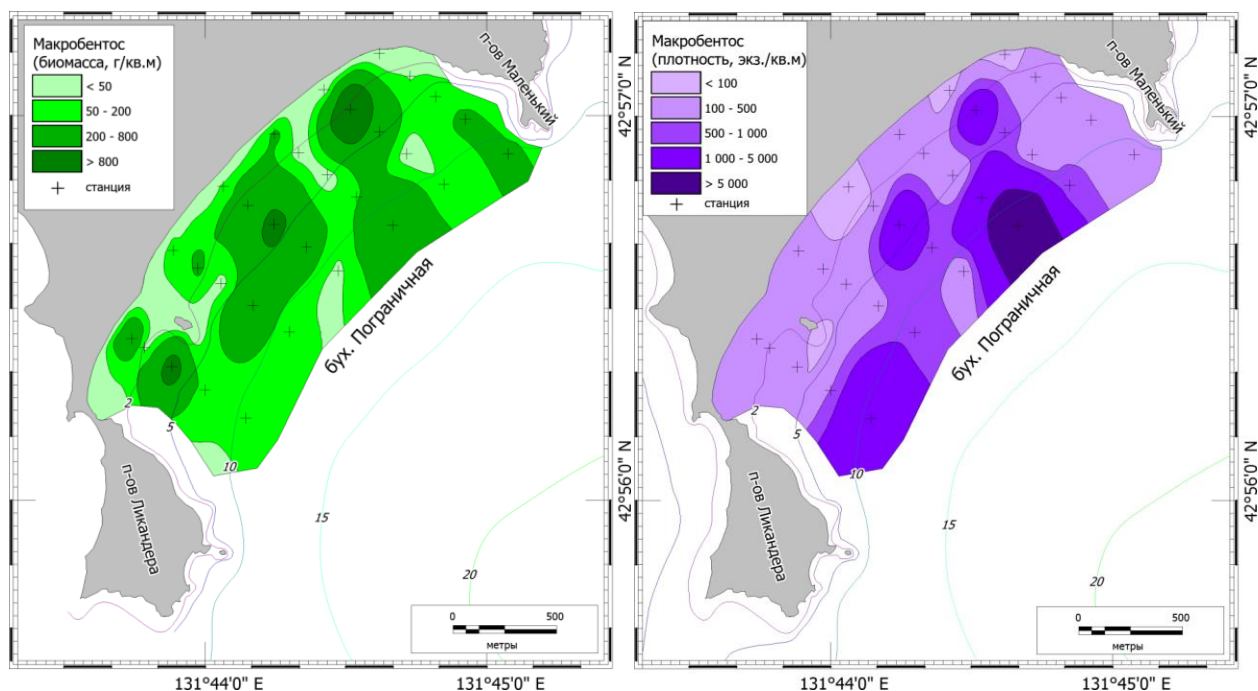 Макробентос
(биомасса, г/кв.м)
< 50
50 - 200
200 - 800
> 800
станция
п-ов Маленький
бух. Пограничная
п-ов Ликандера
2
5
10
15
20
0 500
метры
131°44'0" E
131°45'0" E
42°57'0" N
42°56'0" N
Макробентос
(плотность, экз./кв.м)
< 100
100 - 500
500 - 1 000
1 000 - 5 000
> 5 000
станция
п-ов Маленький
бух. Пограничная
п-ов Ликандера
2
5
10
15
20
0 500
метры
131°44'0" E
131°45'0" E
42°57'0" N
42°56'0" N